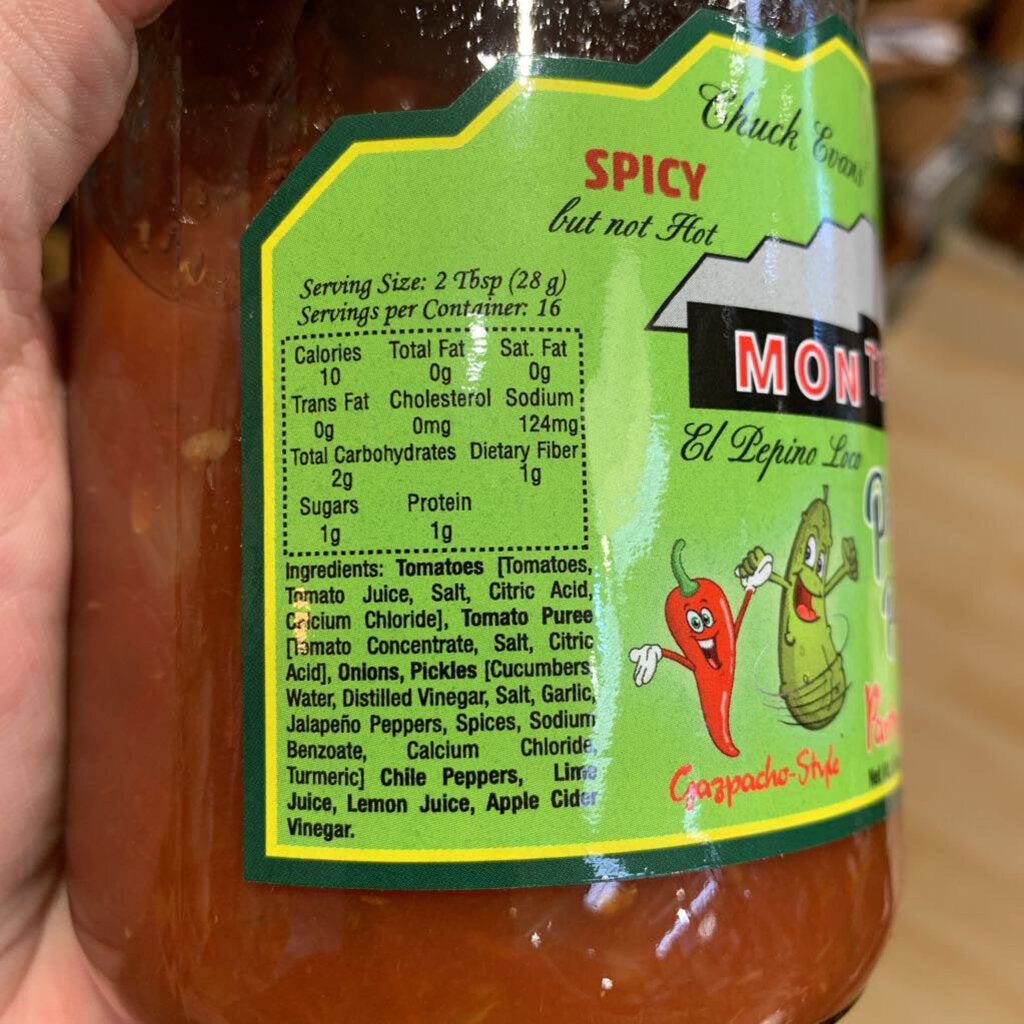 Chuck Evans'
SPICY
but not Hot
Serving Size: 2 Tbsp (28 g)
Servings per Container: 16
Calories Total Fat Sat. Fat
10 0g 0g
Trans Fat Cholesterol Sodium
0g 0mg 124mg
Total Carbohydrates Dietary Fiber
2g 1g
Sugars Protein
1g 1g
Ingredients: Tomatoes [Tomatoes,
Tomato Juice, Salt, Citric Acid,
Calcium Chloride], Tomato Puree
[Tomato Concentrate, Salt, Citric
Acid], Onions, Pickles [Cucumbers,
Water, Distilled Vinegar, Salt, Garlic,
Jalapeño Peppers, Spices, Sodium
Benzoate, Calcium Chloride,
Turmeric] Chile Peppers, Lime
Juice, Lemon Juice, Apple Cider
Vinegar.
MON
El Pepino Loco
Gazpacho-Style